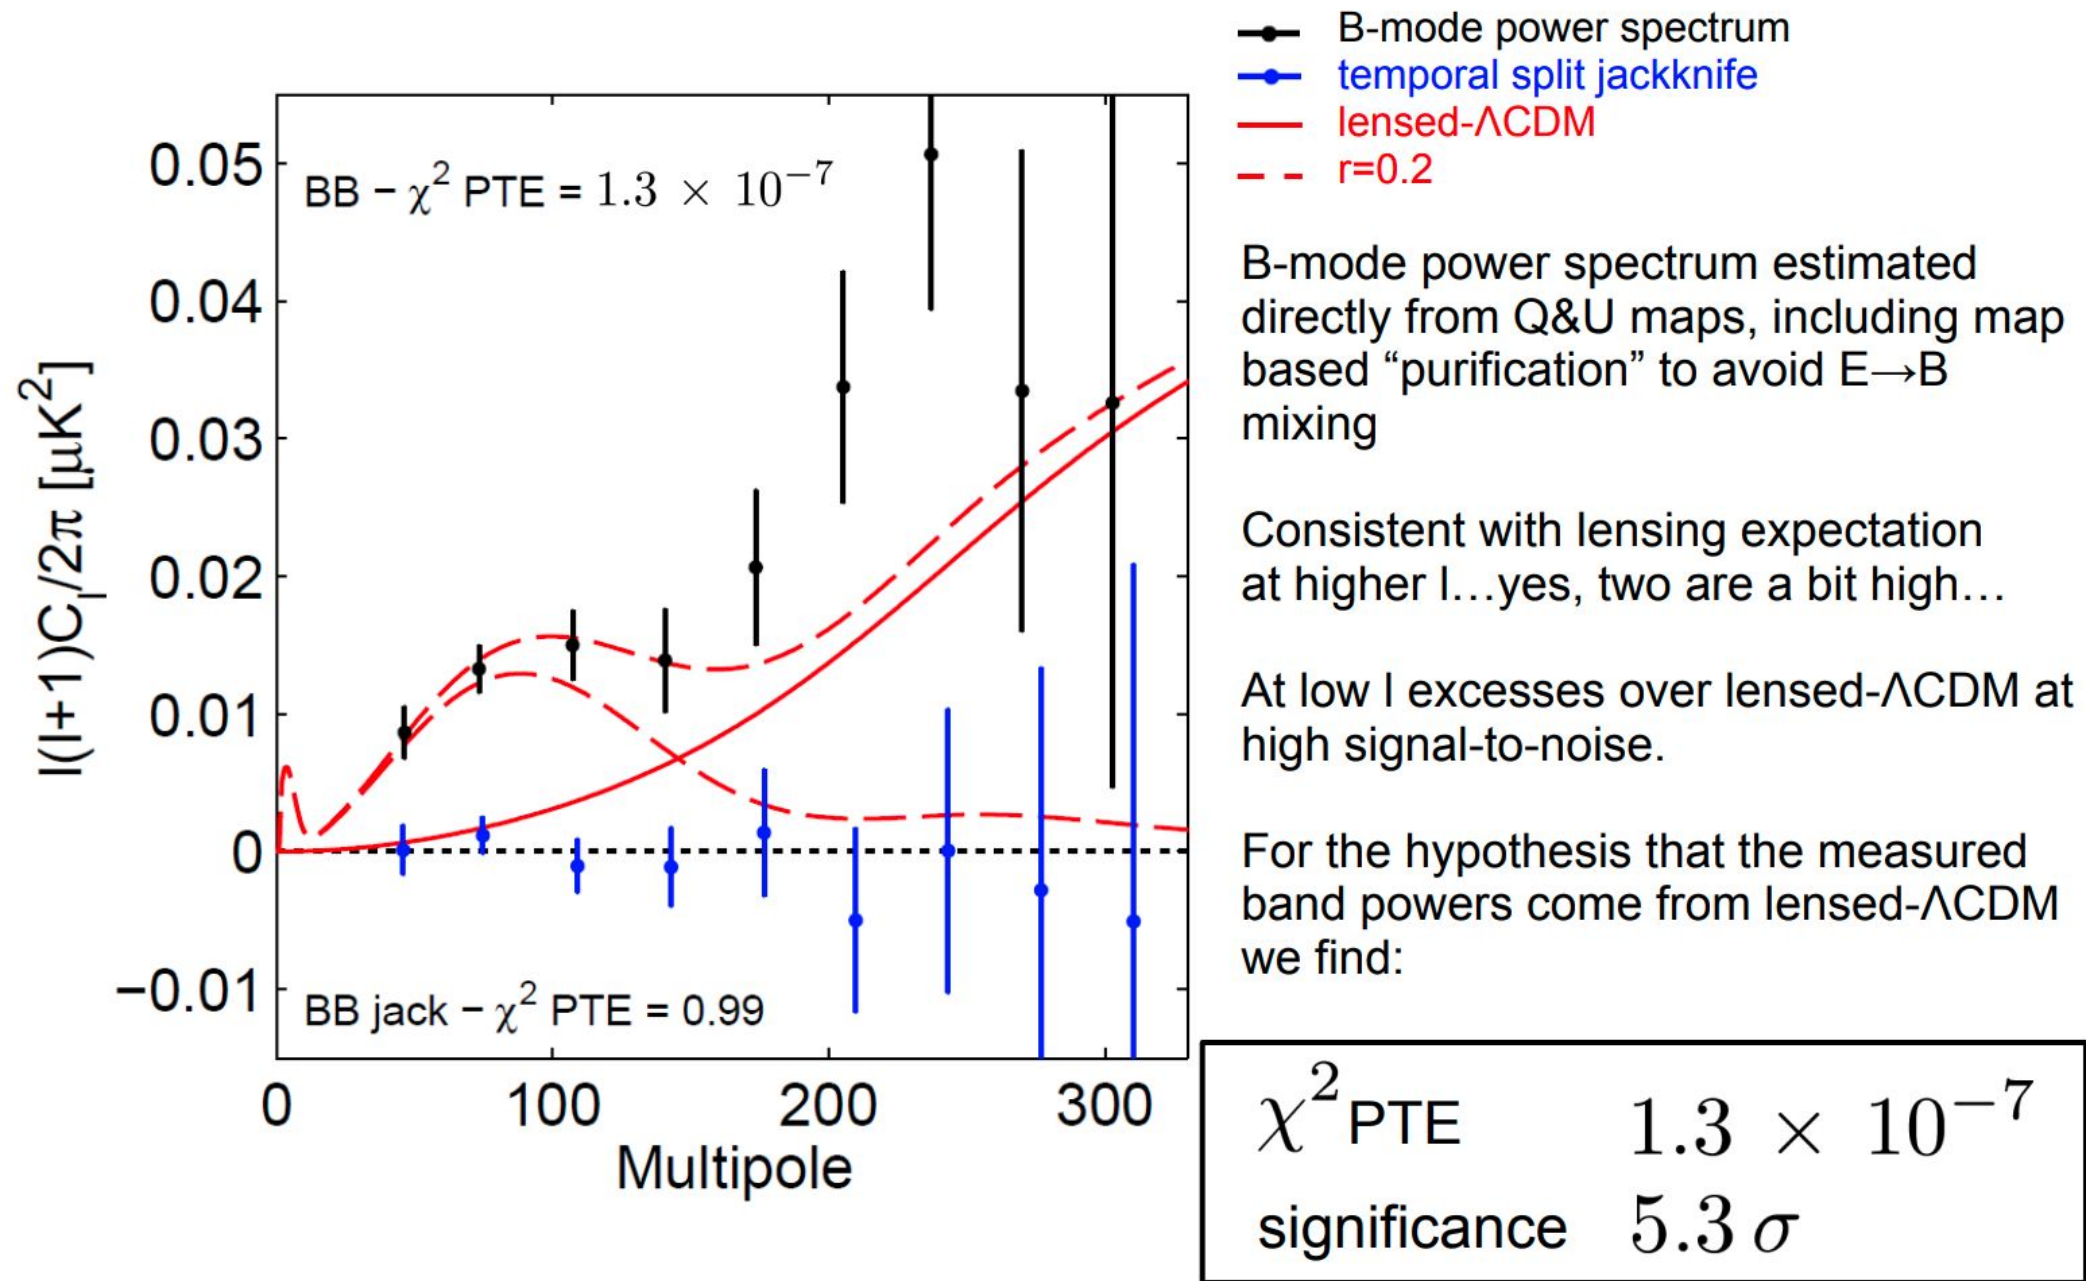 B-mode power spectrum
temporal split jackknife
lensed-ΛCDM
r=0.2
BB − χ² PTE = 1.3 × 10⁻⁷
BB jack − χ² PTE = 0.99
l(l+1)Cₗ/2π [μK²]
0.05
0.04
0.03
0.02
0.01
0
−0.01
0 100 200 300
Multipole
B-mode power spectrum estimated
directly from Q&U maps, including map
based “purification” to avoid E→B
mixing
Consistent with lensing expectation
at higher l…yes, two are a bit high…
At low l excesses over lensed-ΛCDM at
high signal-to-noise.
For the hypothesis that the measured
band powers come from lensed-ΛCDM
we find:
χ² PTE 1.3 × 10⁻⁷
significance 5.3 σ